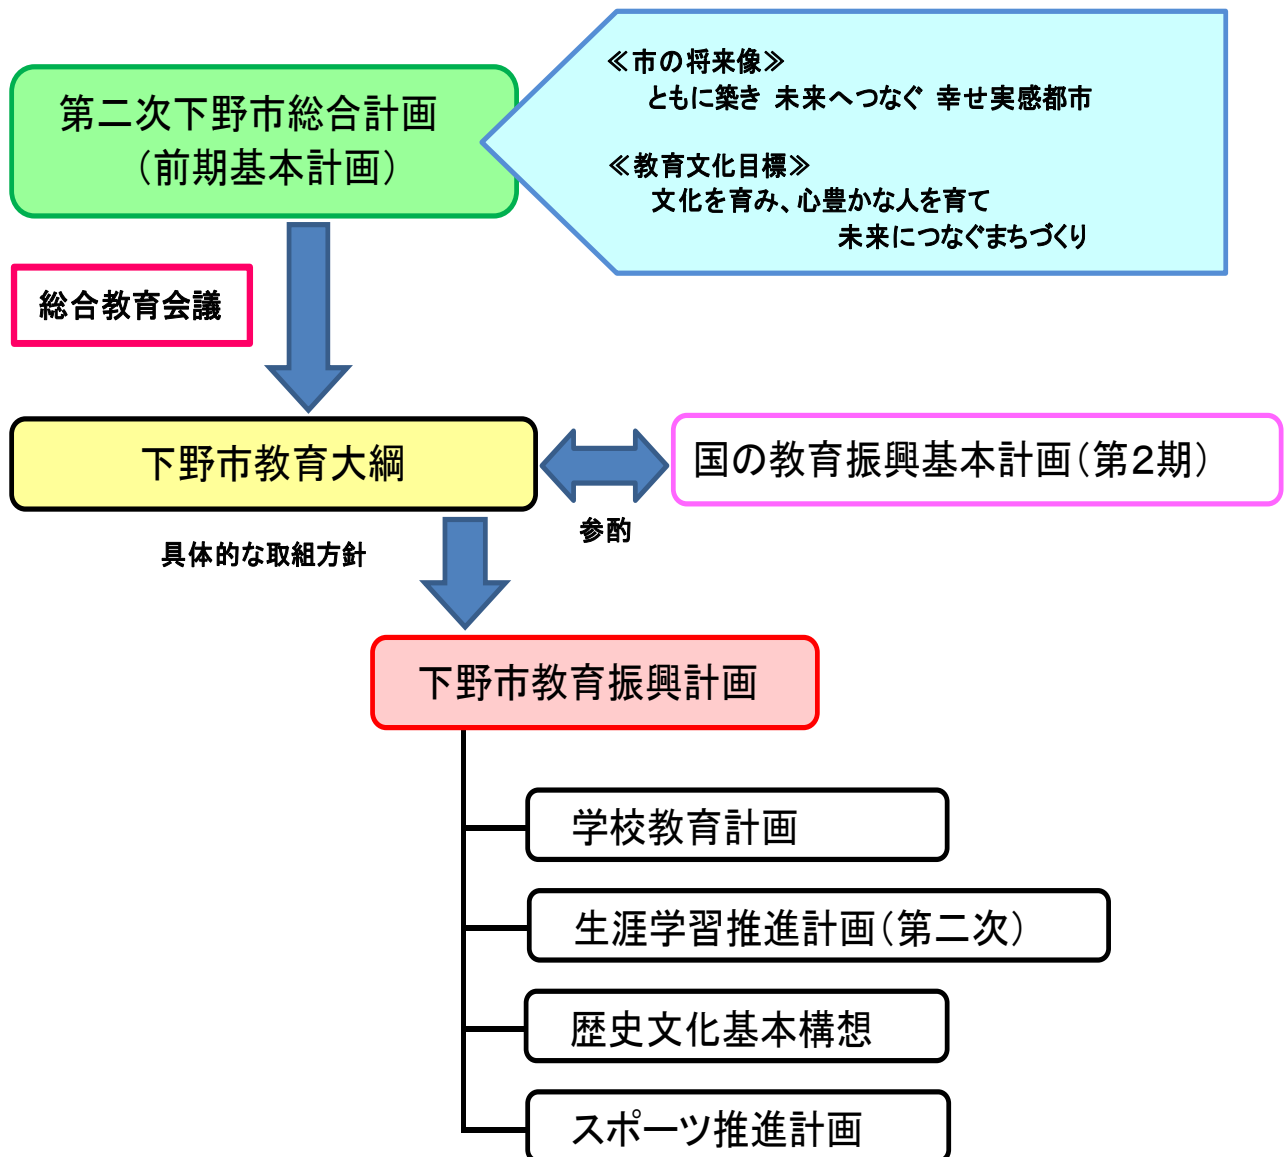 第二次下野市総合計画
（前期基本計画）
≪市の将来像≫
ともに築き 未来へつなぐ 幸せ実感都市
≪教育文化目標≫
文化を育み、心豊かな人を育て
未来につなぐまちづくり
総合教育会議
下野市教育大綱
国の教育振興基本計画（第２期）
参酌
具体的な取組方針
下野市教育振興計画
学校教育計画
生涯学習推進計画（第二次）
歴史文化基本構想
スポーツ推進計画